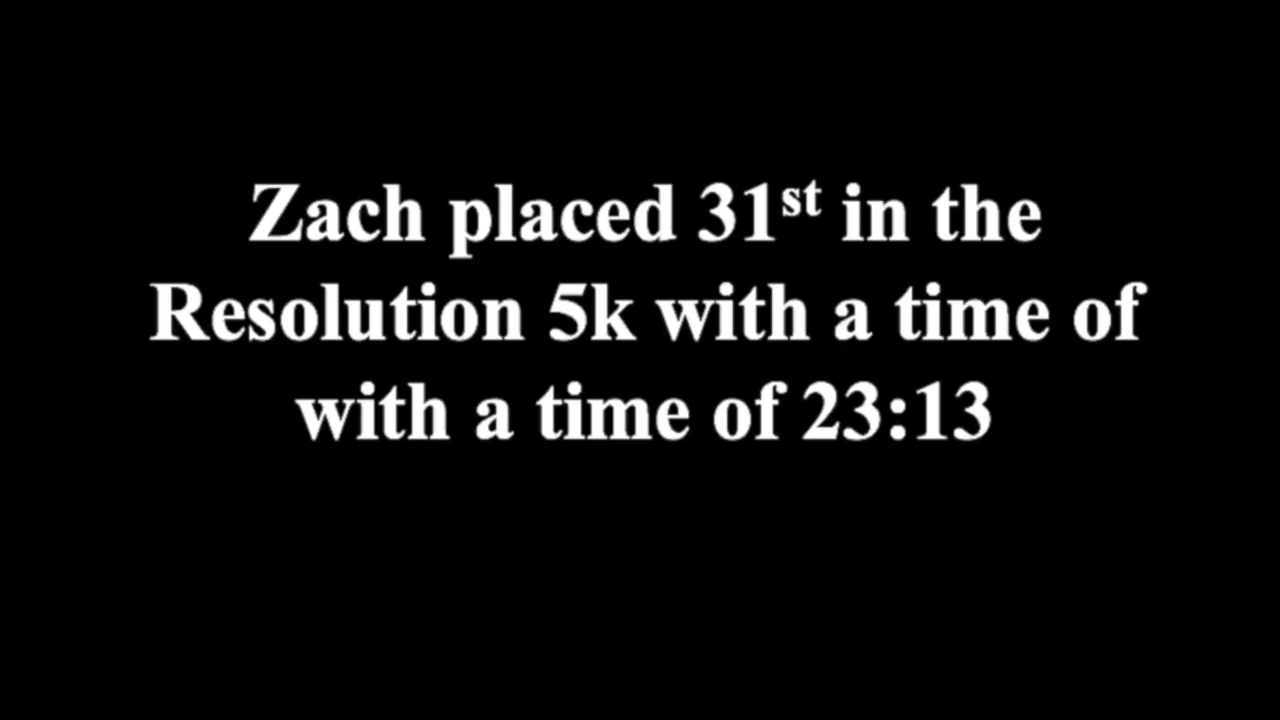 Zach placed 31st in the
Resolution 5k with a time of
with a time of 23:13